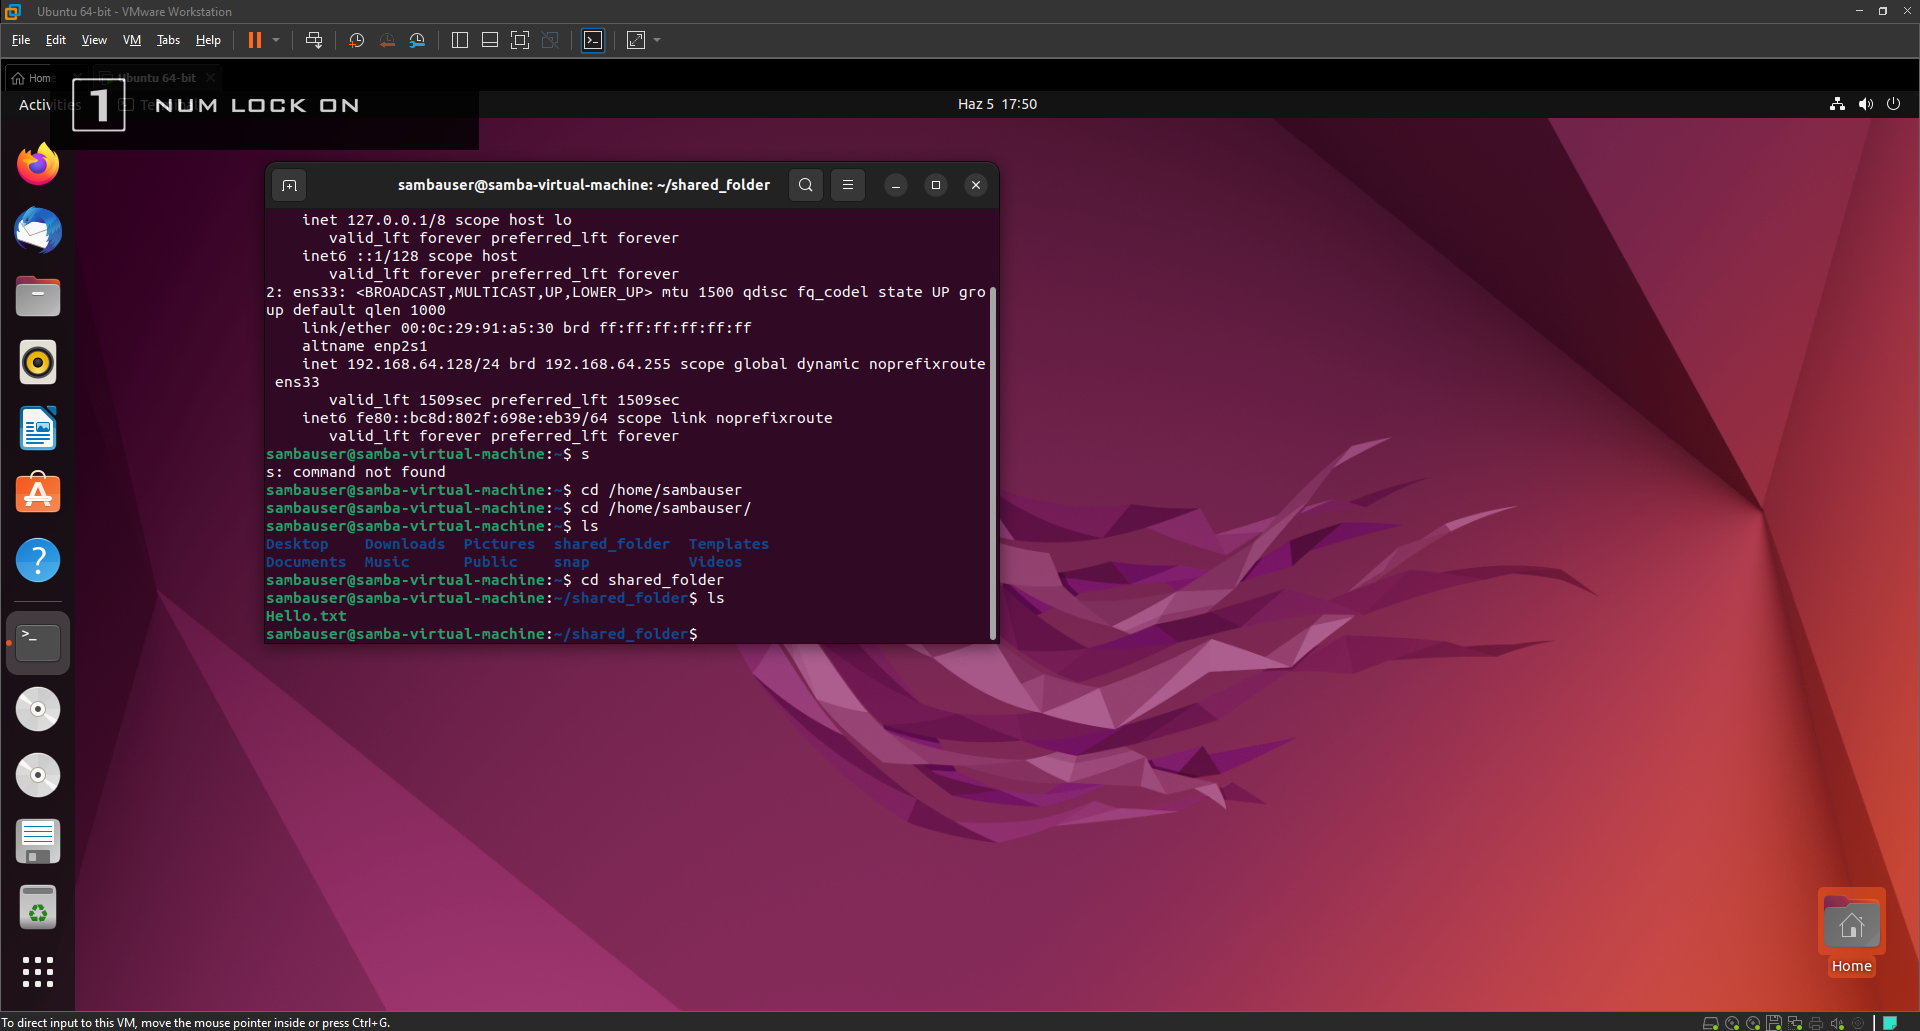 Ubuntu 64-bit - VMware Workstation
File Edit View VM Tabs Help
Home Ubuntu 64-bit
Activities
1 NUM LOCK ON
Haz 5 17:50
sambauser@samba-virtual-machine: ~/shared_folder
inet 127.0.0.1/8 scope host lo
valid_lft forever preferred_lft forever
inet6 ::1/128 scope host
valid_lft forever preferred_lft forever
2: ens33: <BROADCAST,MULTICAST,UP,LOWER_UP> mtu 1500 qdisc fq_codel state UP gro
up default qlen 1000
link/ether 00:0c:29:91:a5:30 brd ff:ff:ff:ff:ff:ff
altname enp2s1
inet 192.168.64.128/24 brd 192.168.64.255 scope global dynamic noprefixroute
ens33
valid_lft 1509sec preferred_lft 1509sec
inet6 fe80::bc8d:802f:698e:eb39/64 scope link noprefixroute
valid_lft forever preferred_lft forever
sambauser@samba-virtual-machine:~$ s
s: command not found
sambauser@samba-virtual-machine:~$ cd /home/sambauser
sambauser@samba-virtual-machine:~$ cd /home/sambauser/
sambauser@samba-virtual-machine:~$ ls
Desktop Downloads Pictures shared_folder Templates
Documents Music Public snap Videos
sambauser@samba-virtual-machine:~$ cd shared_folder
sambauser@samba-virtual-machine:~/shared_folder$ ls
Hello.txt
sambauser@samba-virtual-machine:~/shared_folder$
Home
To direct input to this VM, move the mouse pointer inside or press Ctrl+G.